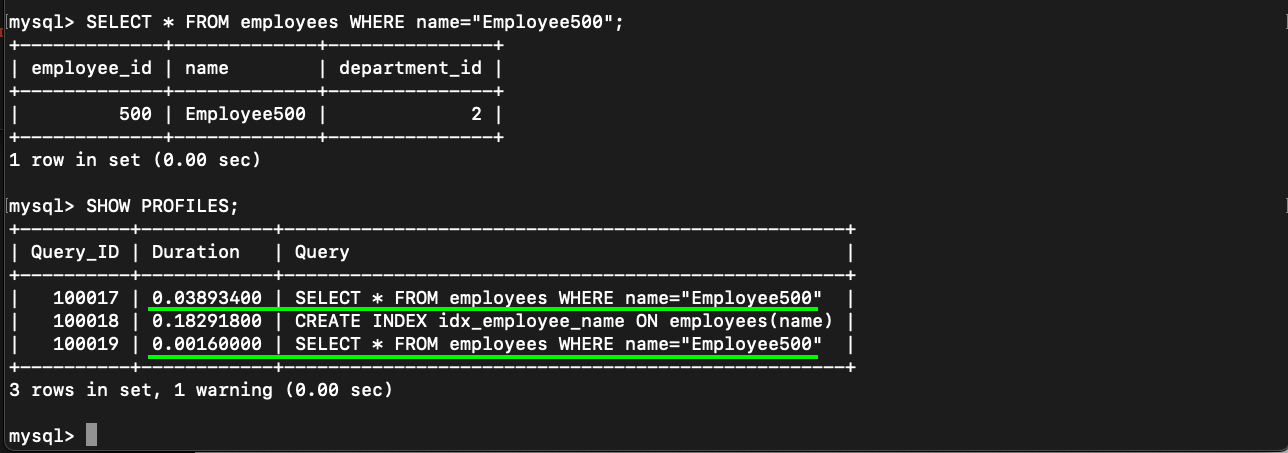 mysql> SELECT * FROM employees WHERE name="Employee500";
+-------------+-------------+---------------+
| employee_id | name        | department_id |
+-------------+-------------+---------------+
|         500 | Employee500 |             2 |
+-------------+-------------+---------------+
1 row in set (0.00 sec)
mysql> SHOW PROFILES;
+----------+------------+---------------------------------------------------+
| Query_ID | Duration   | Query                                             |
+----------+------------+---------------------------------------------------+
|   100017 | 0.03893400 | SELECT * FROM employees WHERE name="Employee500"  |
|   100018 | 0.18291800 | CREATE INDEX idx_employee_name ON employees(name) |
|   100019 | 0.00160000 | SELECT * FROM employees WHERE name="Employee500"  |
+----------+------------+---------------------------------------------------+
3 rows in set, 1 warning (0.00 sec)
mysql>